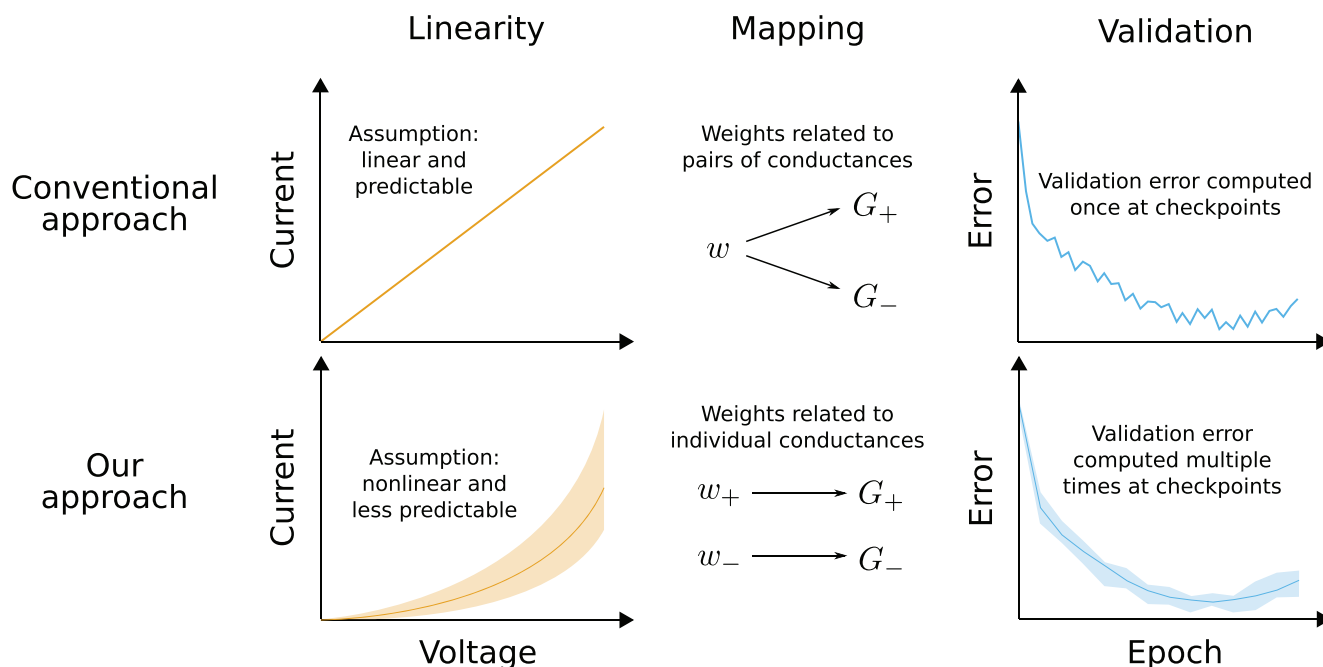 Linearity
Mapping
Validation
Conventional
approach
Current
Assumption:
linear and
predictable
Weights related to
pairs of conductances
w
G+
G−
Error
Validation error computed
once at checkpoints
Our
approach
Current
Assumption:
nonlinear and
less predictable
Voltage
Weights related to
individual conductances
w+
G+
w−
G−
Error
Validation error
computed multiple
times at checkpoints
Epoch